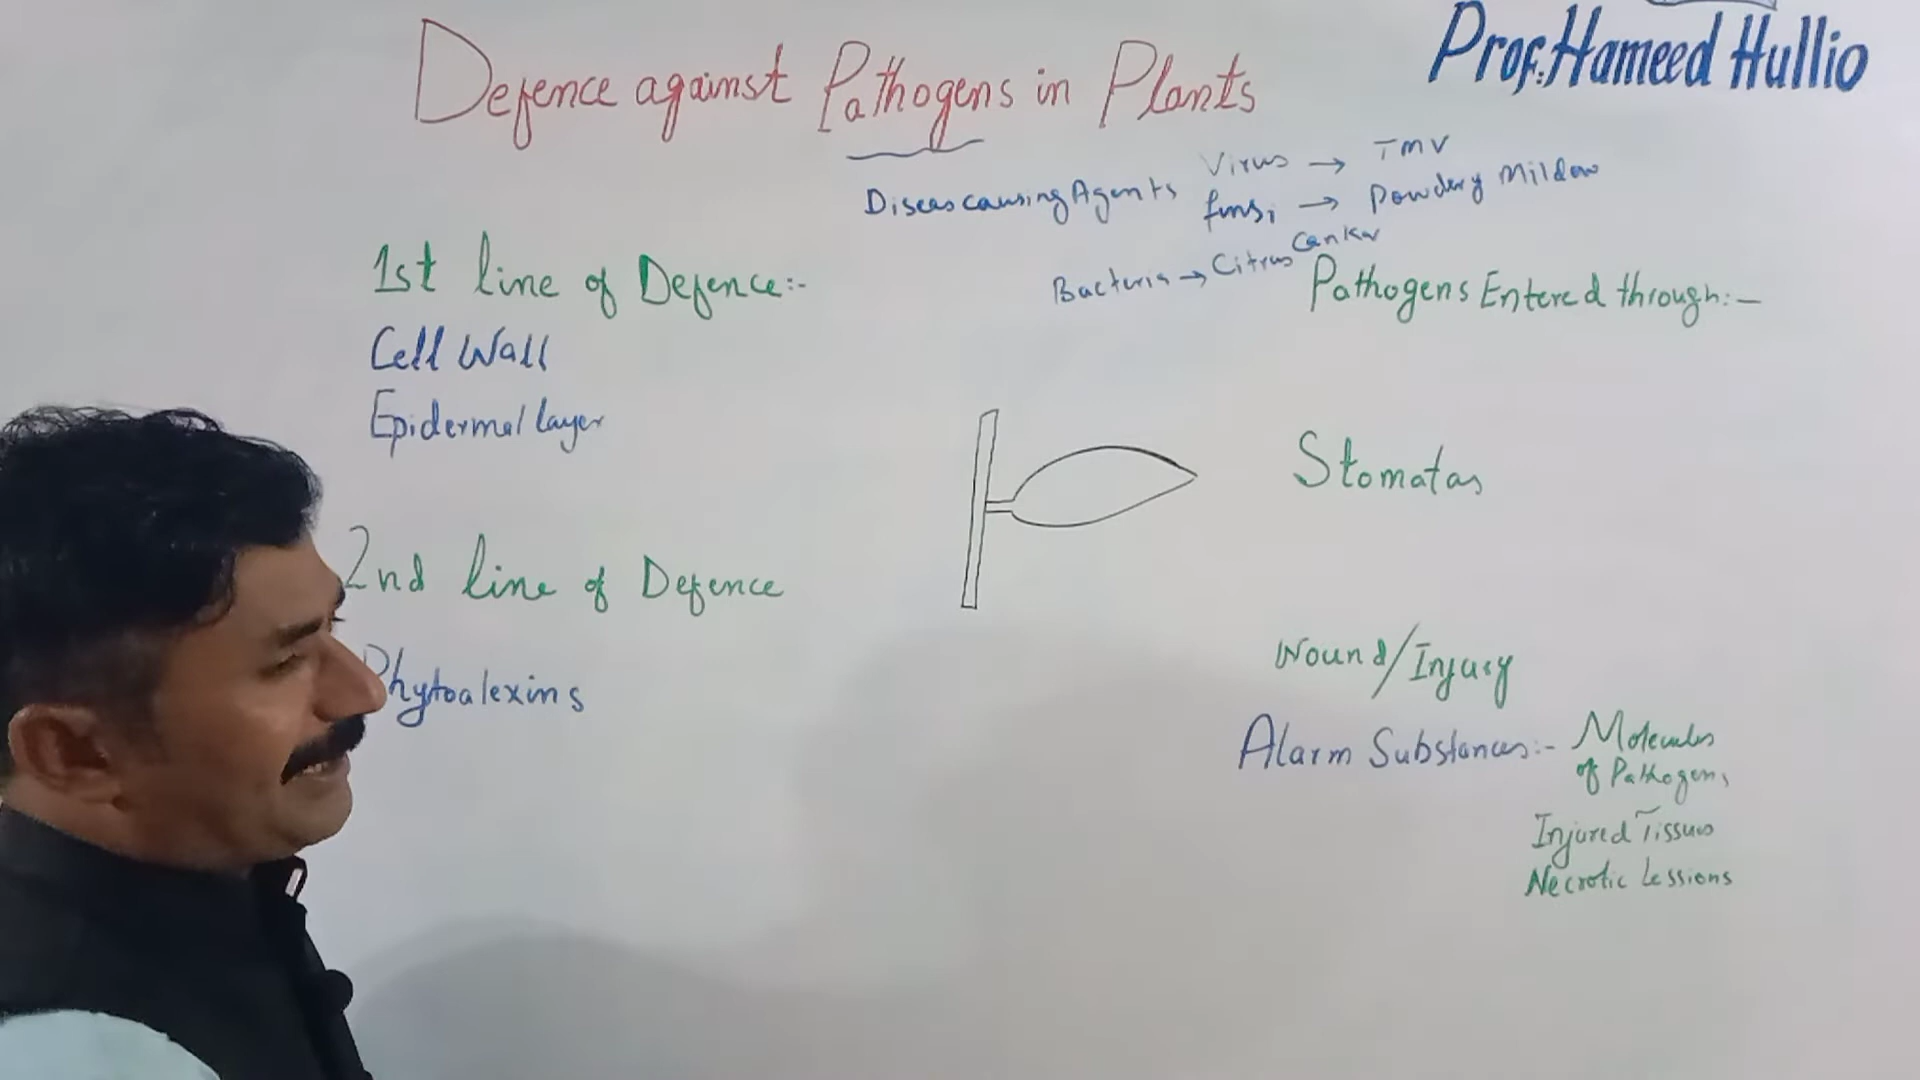 Defence against Pathogens in Plants
Prof: Hameed Hullio
Diseas causing Agents
Virus → TMV
fungi → Powdery Mildew
Bacteria → Citrus Canker
1st line of Defence:-
Cell Wall
Epidermal layer
2nd line of Defence
Phytoalexins
Pathogens Entered through:-
Stomatas
Wound/Injury
Alarm Substances:- Molecules
of Pathogens
Injured Tissues
Necrotic Lessions